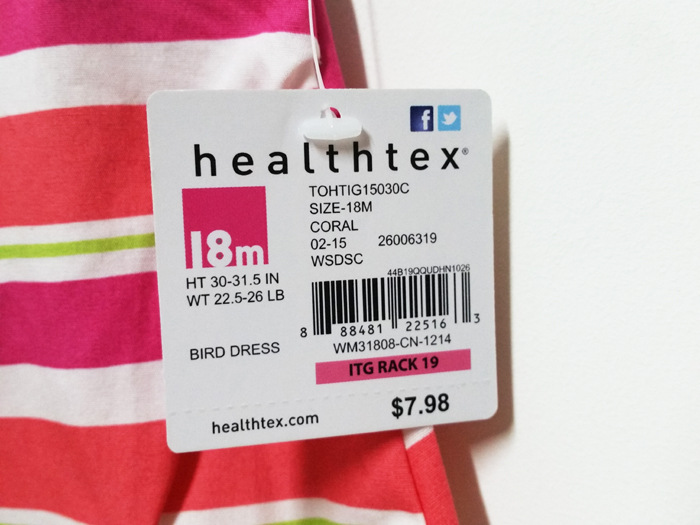 healthtex®
18m
HT 30-31.5 IN
WT 22.5-26 LB
BIRD DRESS
TOHTIG15030C
SIZE-18M
CORAL
02-15 26006319
WSDSC
44B19QQUDHN1026
8 88481 22516 3
WM31808-CN-1214
ITG RACK 19
$7.98
healthtex.com